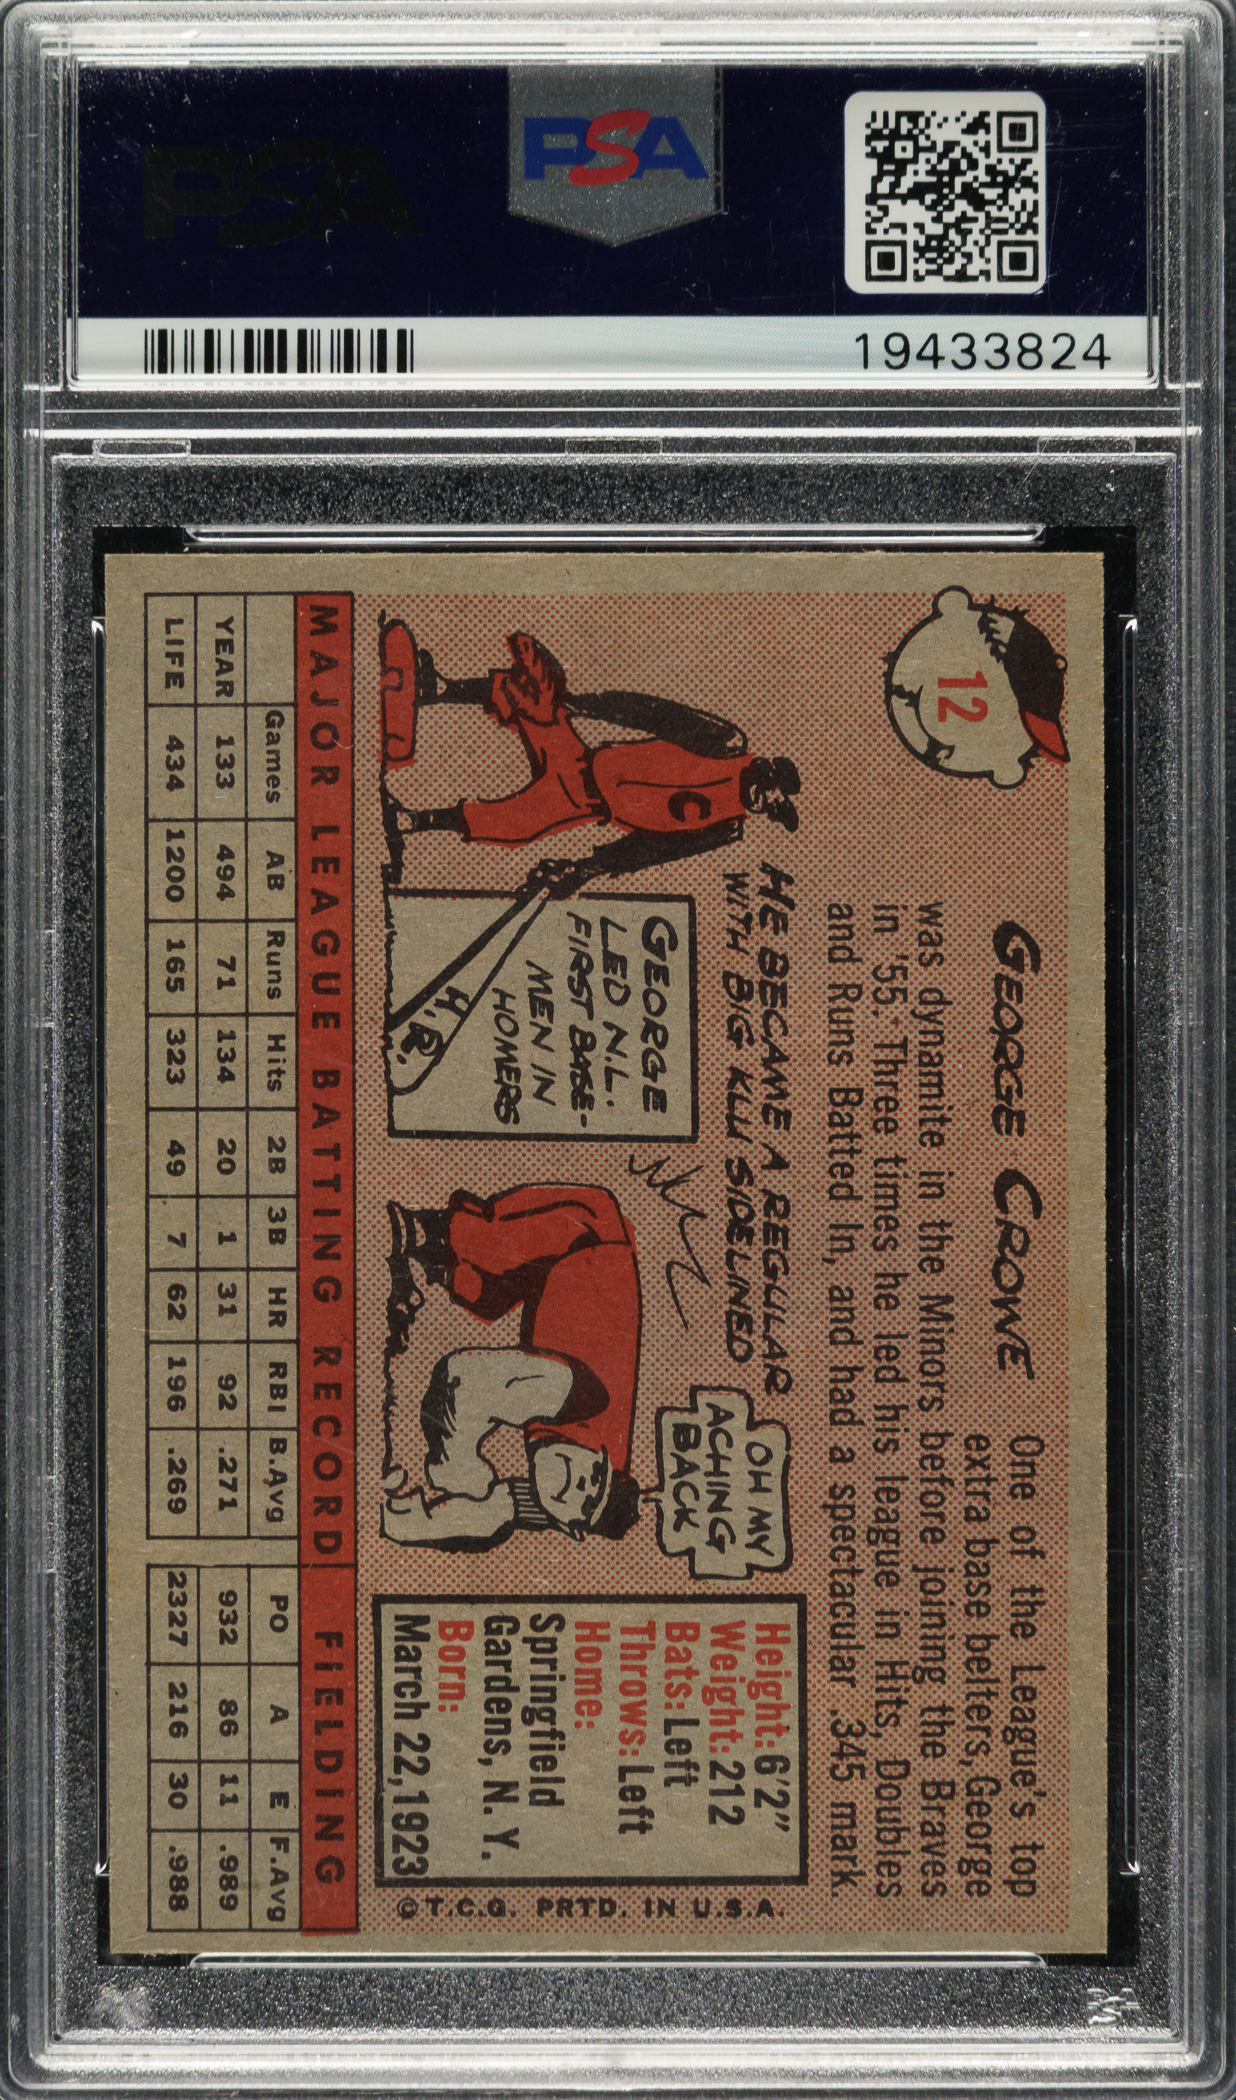 PSA
PSA
19433824
12
GEORGE CROWE
One of the League's top
extra base belters, George
was dynamite in the Minors before joining the Braves
in '55. Three times he led his league in Hits, Doubles
and Runs Batted In, and had a spectacular .345 mark.
HE BECAME A REGULAR
WITH BIG KLU SIDELINED
C
GEORGE
LED N.L.
FIRST BASE-
MEN IN
HOMERS
H.R.
OH MY
ACHING
BACK
Height: 6'2"
Weight: 212
Bats: Left
Throws: Left
Home:
Springfield
Gardens, N. Y.
Born:
March 22, 1923
© T.C.G. PRTD. IN U.S.A.
MAJOR LEAGUE BATTING RECORD FIELDING
Games AB Runs Hits 2B 3B HR RBI B.Avg PO A E F.Avg
YEAR 133 494 71 134 20 1 31 92 .271 932 86 11 .989
LIFE 434 1200 165 323 49 7 62 196 .269 2327 216 30 .988